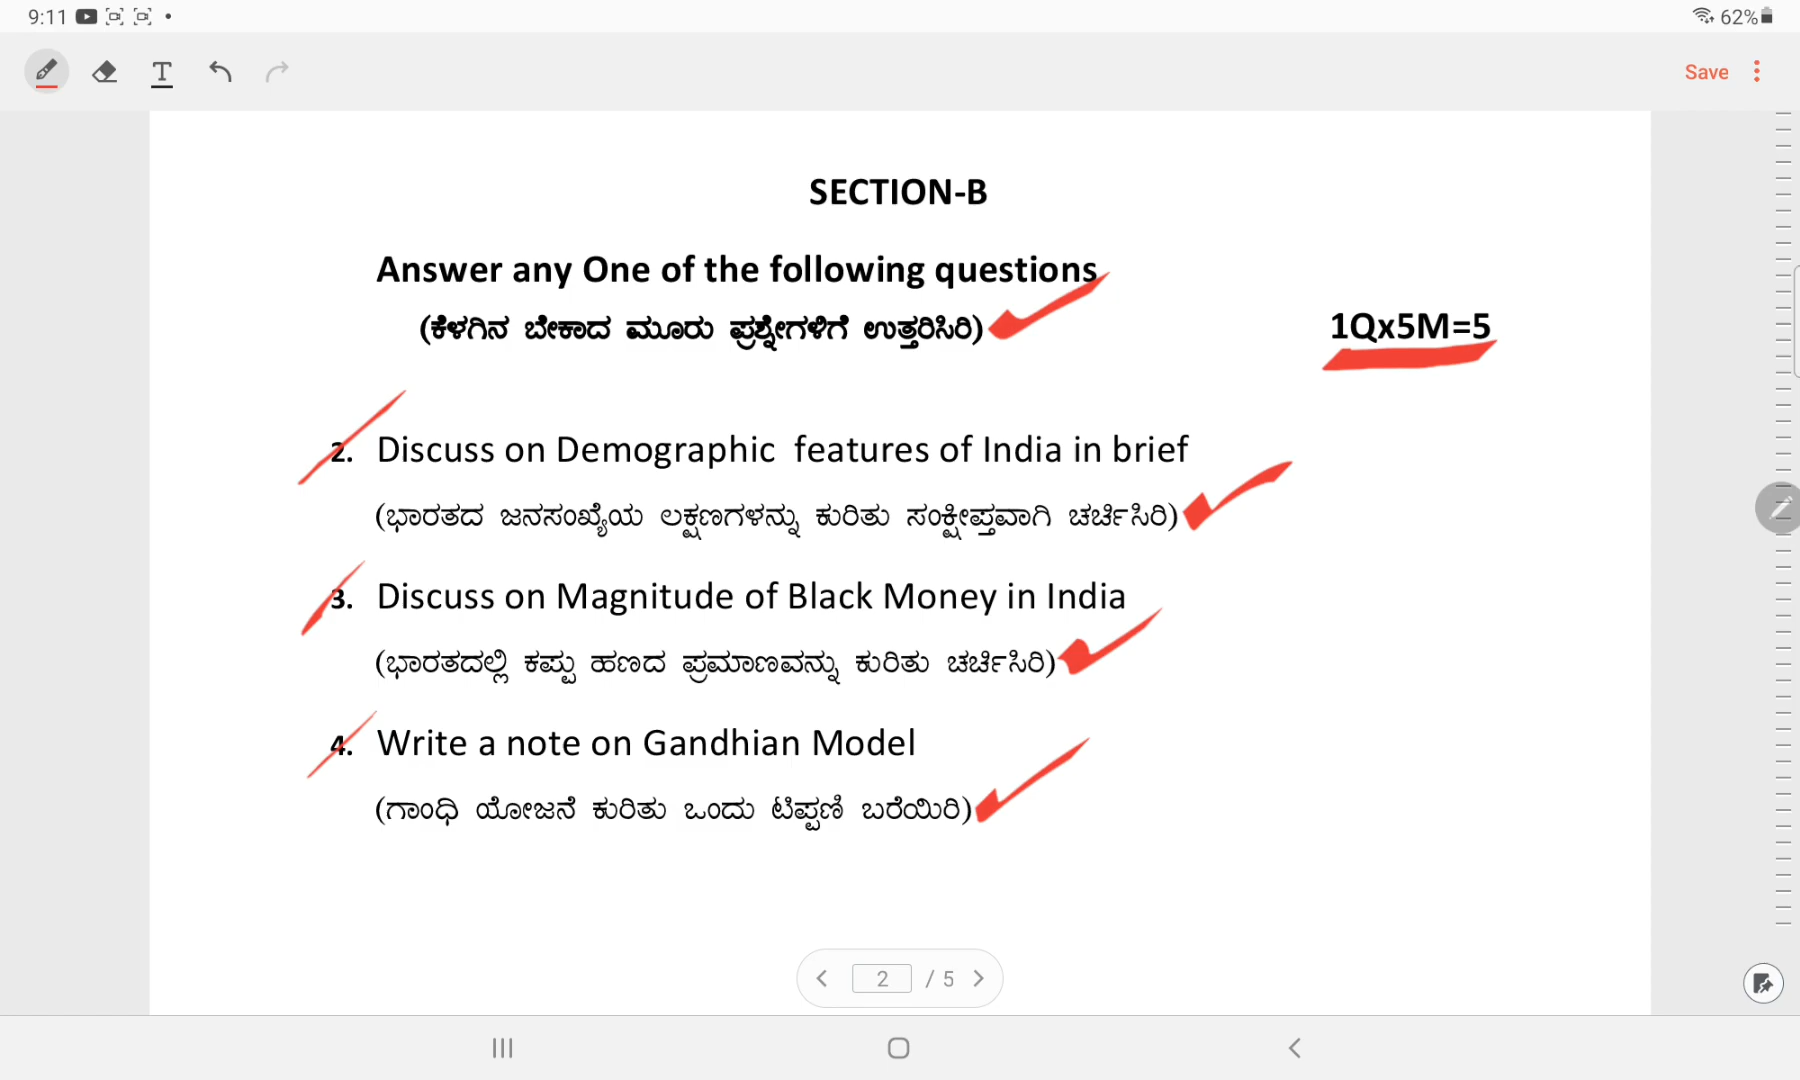 9:11
62%
Save
SECTION-B
Answer any One of the following questions
(ಕೆಳಗಿನ ಬೇಕಾದ ಮೂರು ಪ್ರಶ್ನೇಗಳಿಗೆ ಉತ್ತರಿಸಿರಿ)
1Qx5M=5
2. Discuss on Demographic features of India in brief
(ಭಾರತದ ಜನಸಂಖ್ಯೆಯ ಲಕ್ಷಣಗಳನ್ನು ಕುರಿತು ಸಂಕ್ಷೀಪ್ತವಾಗಿ ಚರ್ಚಿಸಿರಿ)
3. Discuss on Magnitude of Black Money in India
(ಭಾರತದಲ್ಲಿ ಕಪ್ಪು ಹಣದ ಪ್ರಮಾಣವನ್ನು ಕುರಿತು ಚರ್ಚಿಸಿರಿ)
4. Write a note on Gandhian Model
(ಗಾಂಧಿ ಯೋಜನೆ ಕುರಿತು ಒಂದು ಟಿಪ್ಪಣಿ ಬರೆಯಿರಿ)
2 / 5